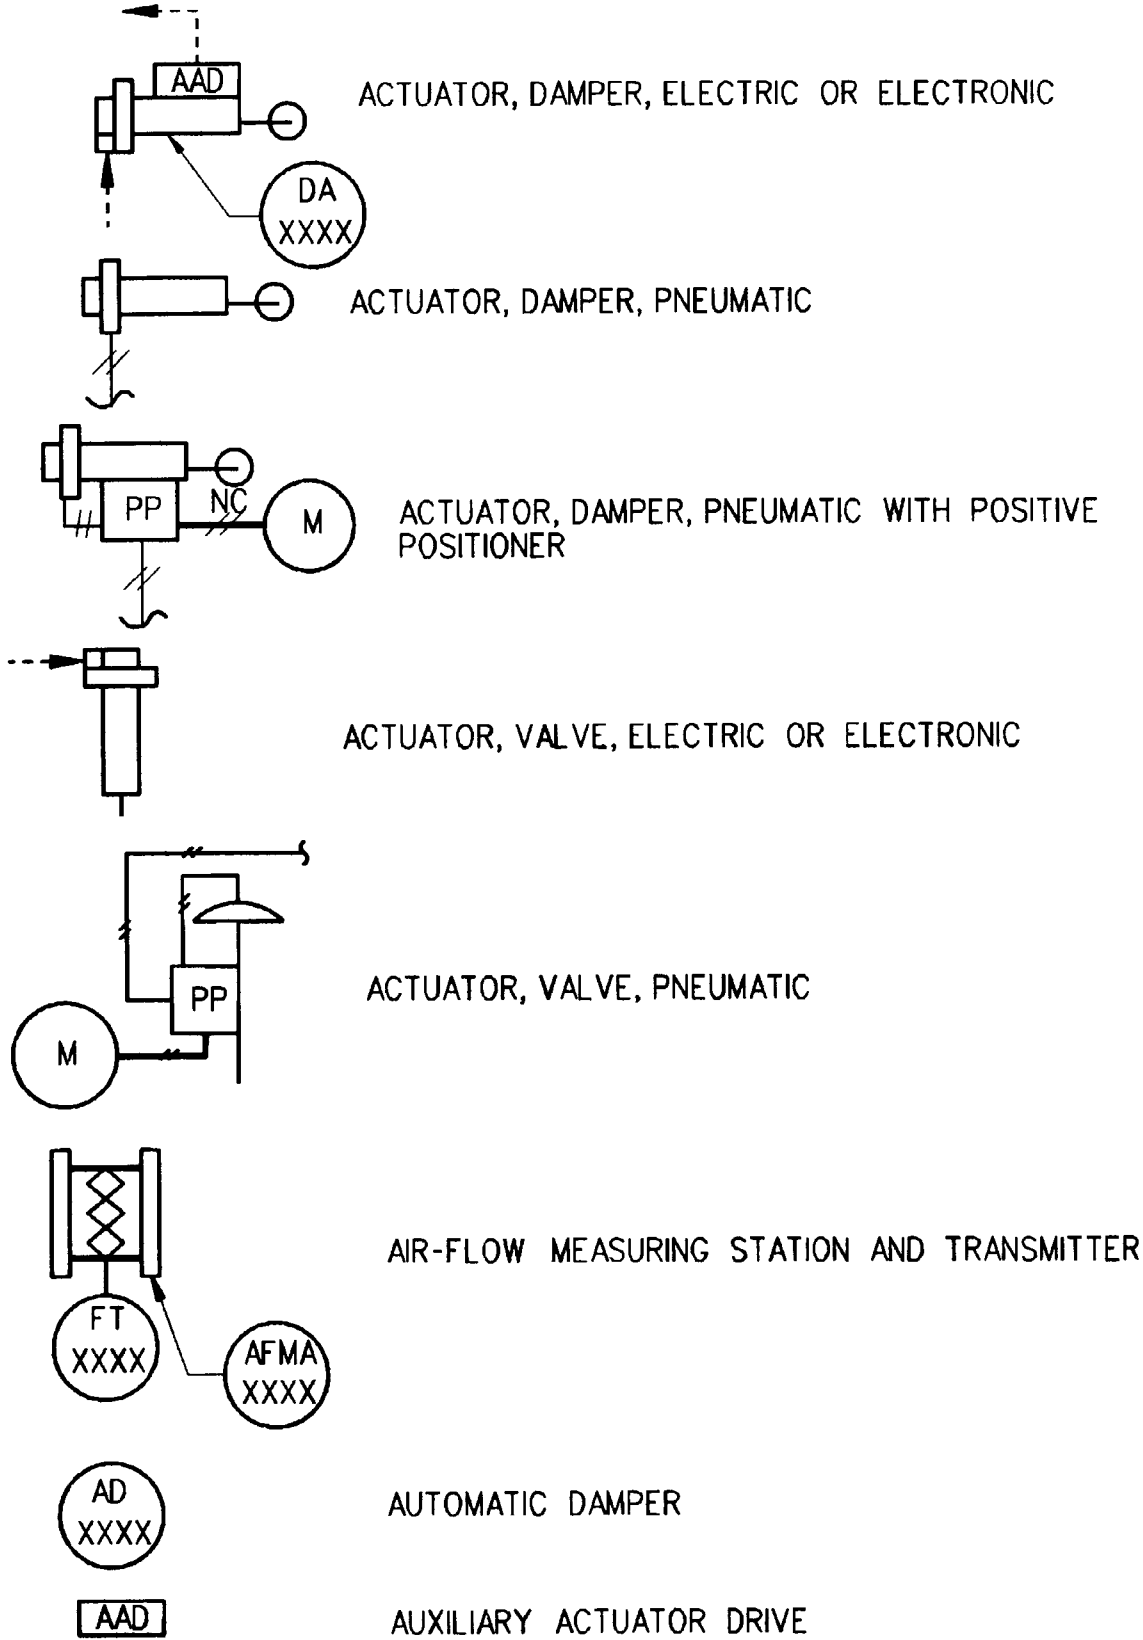 AAD
ACTUATOR, DAMPER, ELECTRIC OR ELECTRONIC
DA
XXXX
ACTUATOR, DAMPER, PNEUMATIC
PP
NC
M
ACTUATOR, DAMPER, PNEUMATIC WITH POSITIVE
POSITIONER
ACTUATOR, VALVE, ELECTRIC OR ELECTRONIC
PP
M
ACTUATOR, VALVE, PNEUMATIC
AIR-FLOW MEASURING STATION AND TRANSMITTER
FT
XXXX
AFMA
XXXX
AD
XXXX
AUTOMATIC DAMPER
AAD
AUXILIARY ACTUATOR DRIVE